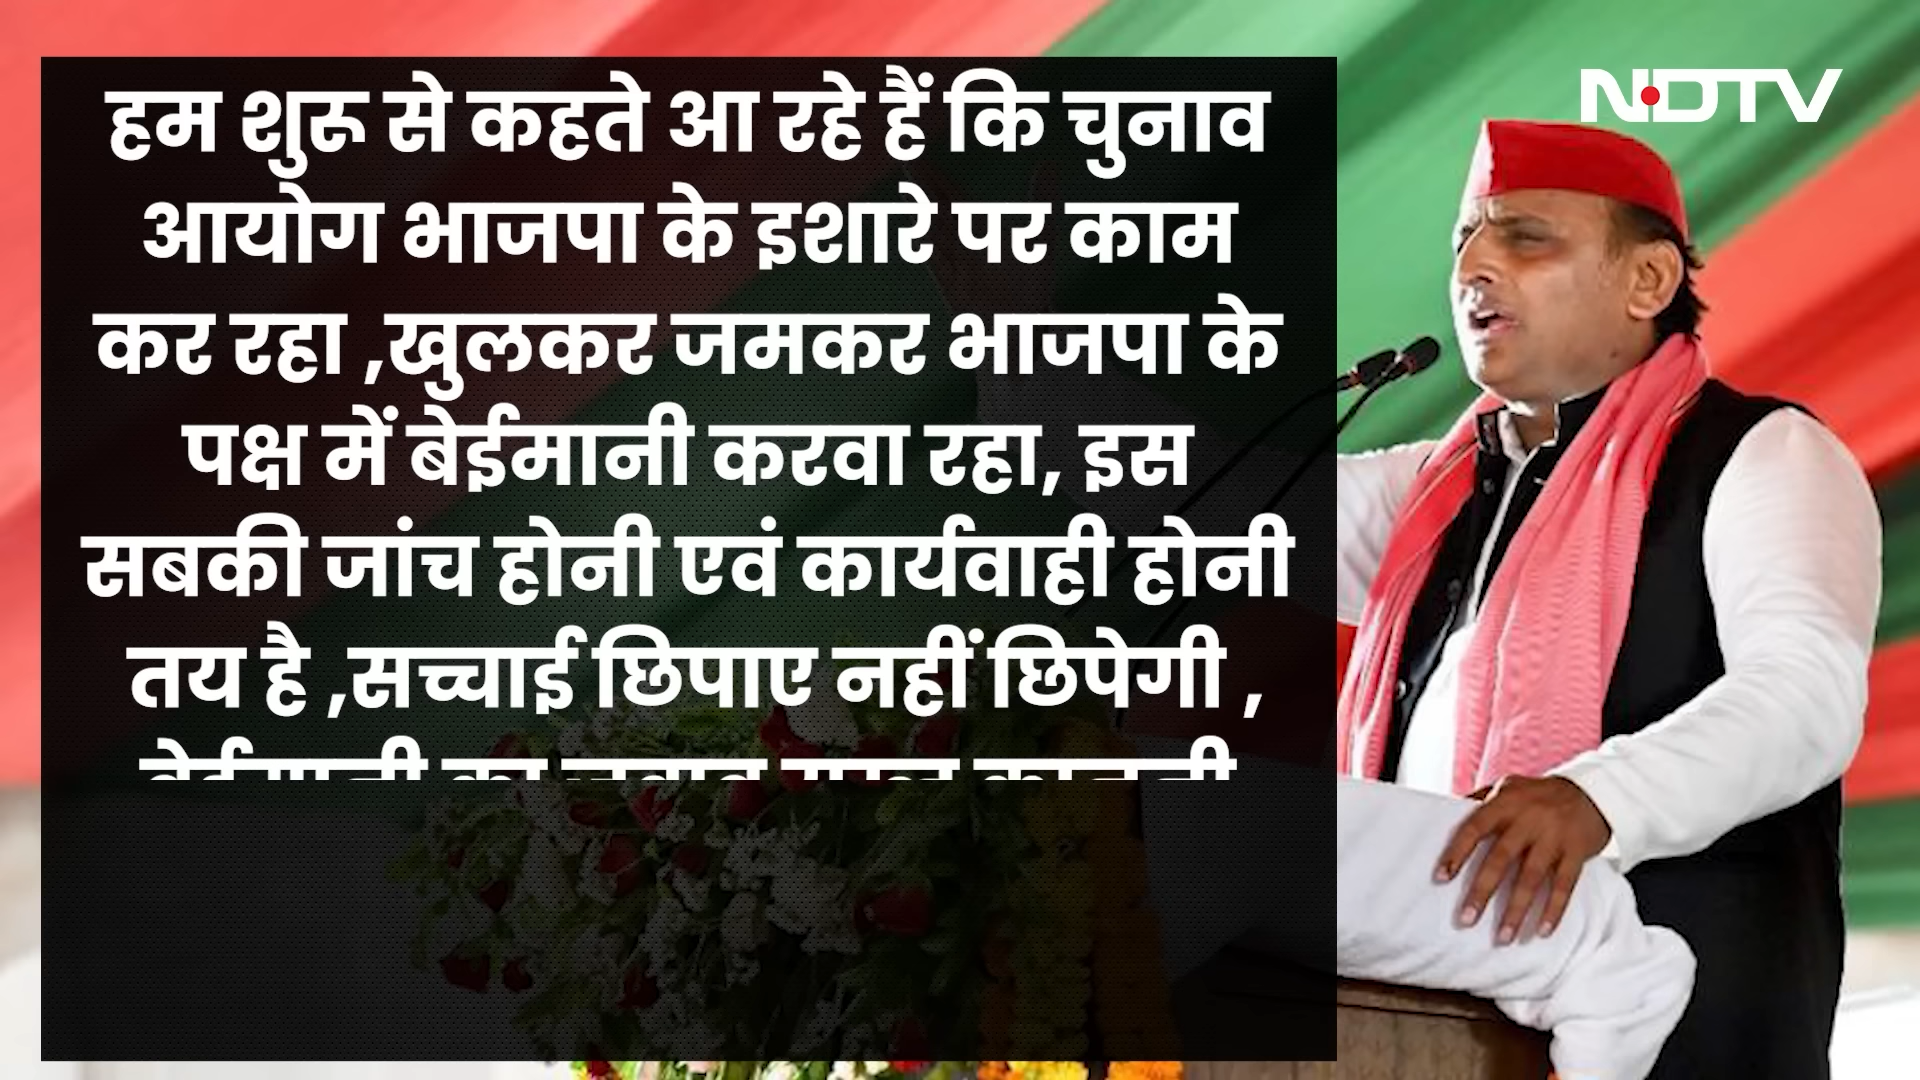 NDTV
हम शुरू से कहते आ रहे हैं कि चुनाव
आयोग भाजपा के इशारे पर काम
कर रहा ,खुलकर जमकर भाजपा के
पक्ष में बेईमानी करवा रहा, इस
सबकी जांच होनी एवं कार्यवाही होनी
तय है ,सच्चाई छिपाए नहीं छिपेगी ,